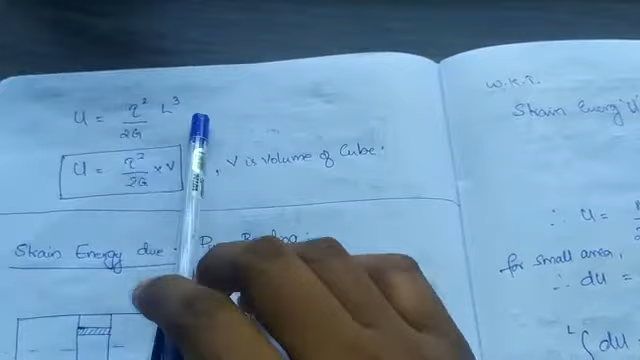 U = τ²/2G L³
U = τ²/2G × V , V is volume of Cube.
Strain Energy due
W.K.T.
Strain Energy 'U'
∴ U =
for small area,
∴ dU =
∫ dU